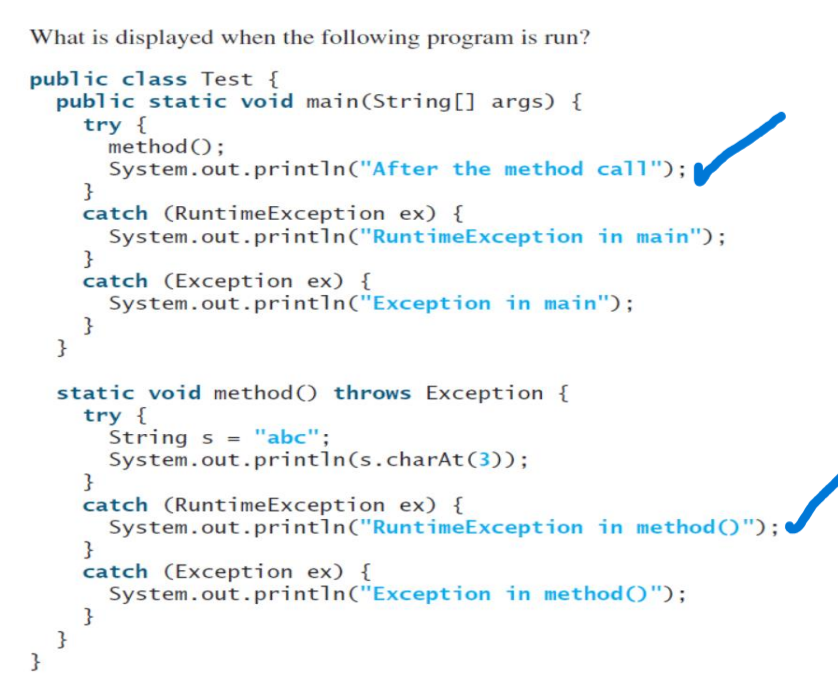 What is displayed when the following program is run?
public class Test {
public static void main(String[] args) {
try {
method();
System.out.println("After the method call");
}
catch (RuntimeException ex) {
System.out.println("RuntimeException in main");
}
catch (Exception ex) {
System.out.println("Exception in main");
}
}
static void method() throws Exception {
try {
String s = "abc";
System.out.println(s.charAt(3));
}
catch (RuntimeException ex) {
System.out.println("RuntimeException in method()");
}
catch (Exception ex) {
System.out.println("Exception in method()");
}
}
}